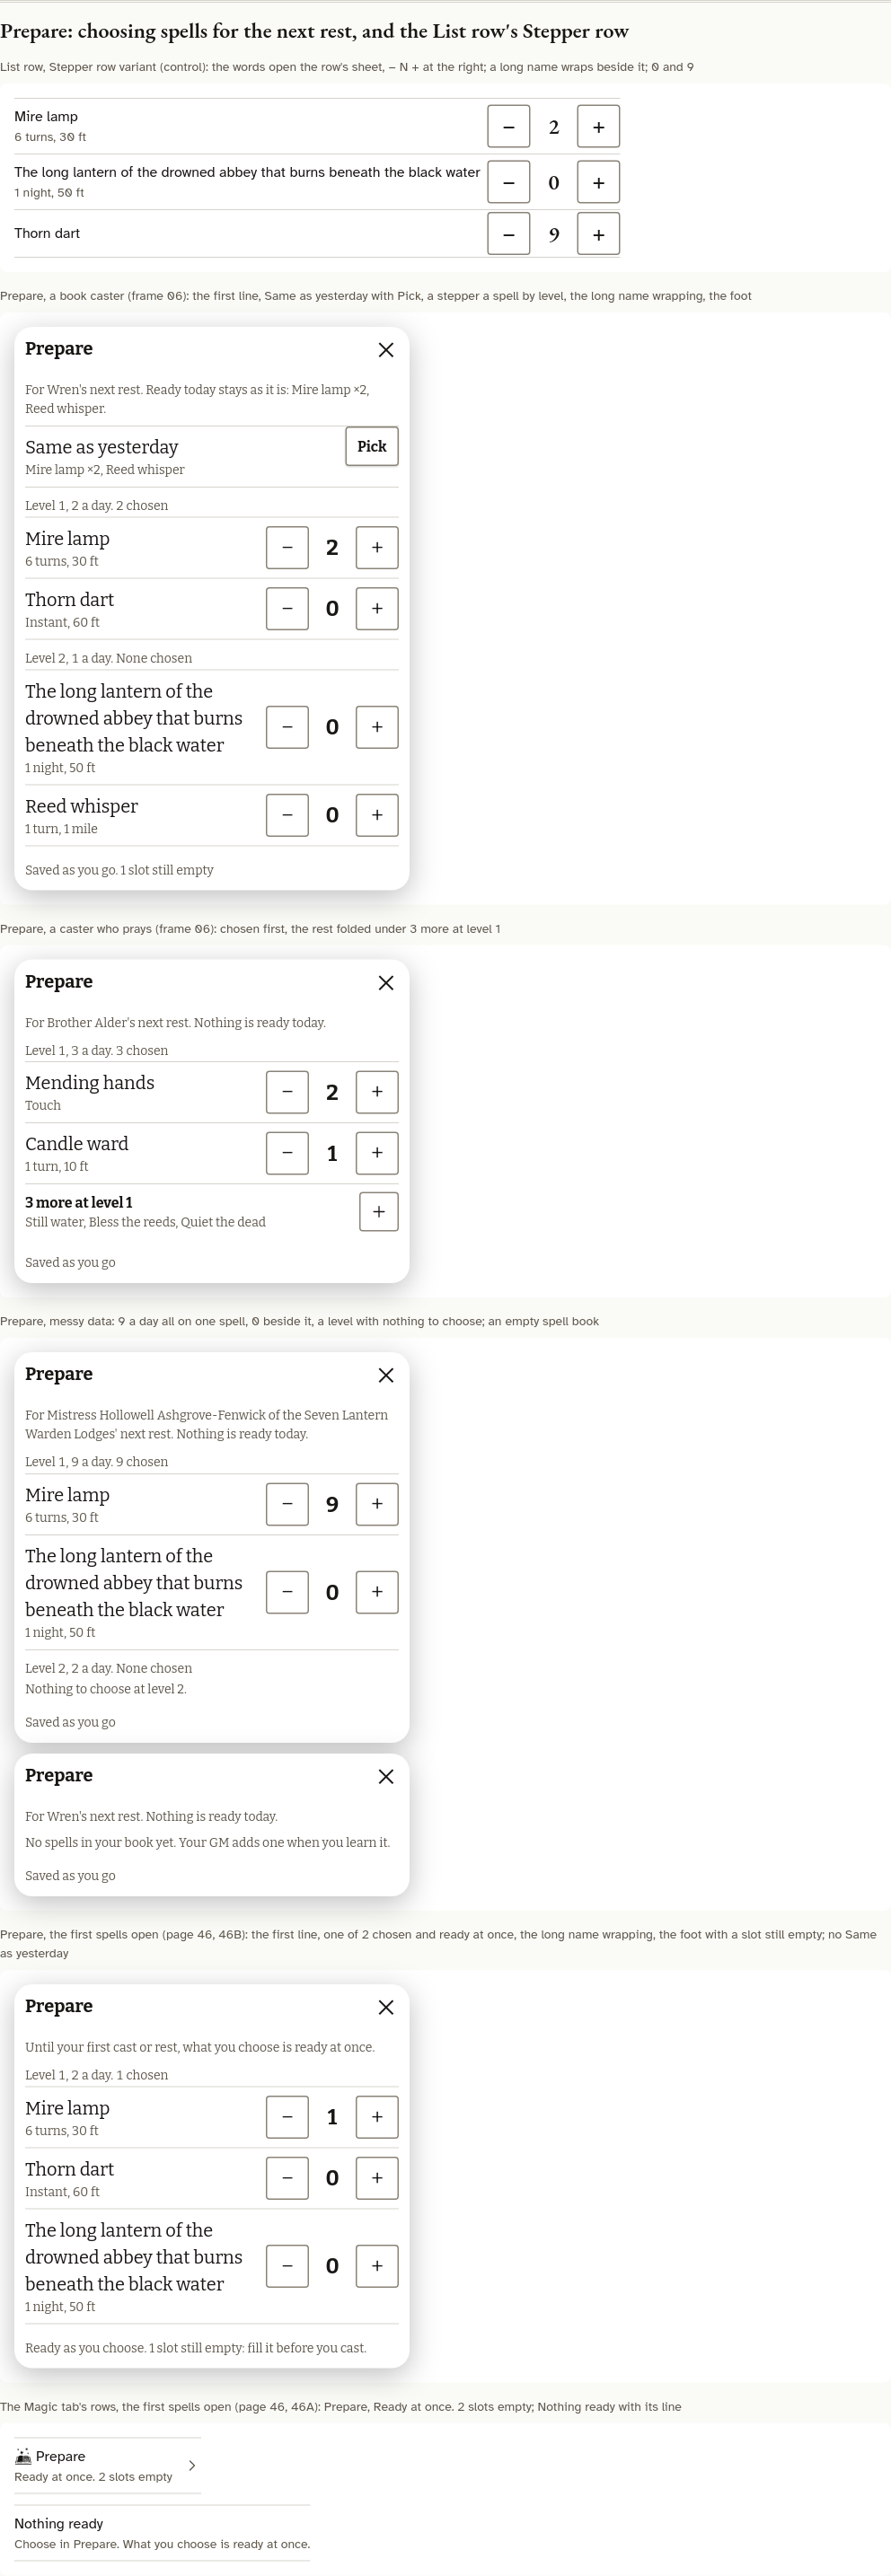 Prepare: choosing spells for the next rest, and the List row's Stepper row
List row, Stepper row variant (control): the words open the row's sheet, – N + at the right; a long name wraps beside it; 0 and 9
Mire lamp
6 turns, 30 ft
− 2 +
The long lantern of the drowned abbey that burns beneath the black water
1 night, 50 ft
− 0 +
Thorn dart
− 9 +
Prepare, a book caster (frame 06): the first line, Same as yesterday with Pick, a stepper a spell by level, the long name wrapping, the foot
Prepare
For Wren's next rest. Ready today stays as it is: Mire lamp ×2,
Reed whisper.
Same as yesterday
Mire lamp ×2, Reed whisper
Pick
Level 1, 2 a day. 2 chosen
Mire lamp
6 turns, 30 ft
− 2 +
Thorn dart
Instant, 60 ft
− 0 +
Level 2, 1 a day. None chosen
The long lantern of the
drowned abbey that burns
beneath the black water
1 night, 50 ft
− 0 +
Reed whisper
1 turn, 1 mile
− 0 +
Saved as you go. 1 slot still empty
Prepare, a caster who prays (frame 06): chosen first, the rest folded under 3 more at level 1
Prepare
For Brother Alder's next rest. Nothing is ready today.
Level 1, 3 a day. 3 chosen
Mending hands
Touch
− 2 +
Candle ward
1 turn, 10 ft
− 1 +
3 more at level 1
Still water, Bless the reeds, Quiet the dead
+
Saved as you go
Prepare, messy data: 9 a day all on one spell, 0 beside it, a level with nothing to choose; an empty spell book
Prepare
For Mistress Hollowell Ashgrove-Fenwick of the Seven Lantern
Warden Lodges' next rest. Nothing is ready today.
Level 1, 9 a day. 9 chosen
Mire lamp
6 turns, 30 ft
− 9 +
The long lantern of the
drowned abbey that burns
beneath the black water
1 night, 50 ft
− 0 +
Level 2, 2 a day. None chosen
Nothing to choose at level 2.
Saved as you go
Prepare
For Wren's next rest. Nothing is ready today.
No spells in your book yet. Your GM adds one when you learn it.
Saved as you go
Prepare, the first spells open (page 46, 46B): the first line, one of 2 chosen and ready at once, the long name wrapping, the foot with a slot still empty; no Same
as yesterday
Prepare
Until your first cast or rest, what you choose is ready at once.
Level 1, 2 a day. 1 chosen
Mire lamp
6 turns, 30 ft
− 1 +
Thorn dart
Instant, 60 ft
− 0 +
The long lantern of the
drowned abbey that burns
beneath the black water
1 night, 50 ft
− 0 +
Ready as you choose. 1 slot still empty: fill it before you cast.
The Magic tab's rows, the first spells open (page 46, 46A): Prepare, Ready at once. 2 slots empty; Nothing ready with its line
Prepare
Ready at once. 2 slots empty
Nothing ready
Choose in Prepare. What you choose is ready at once.